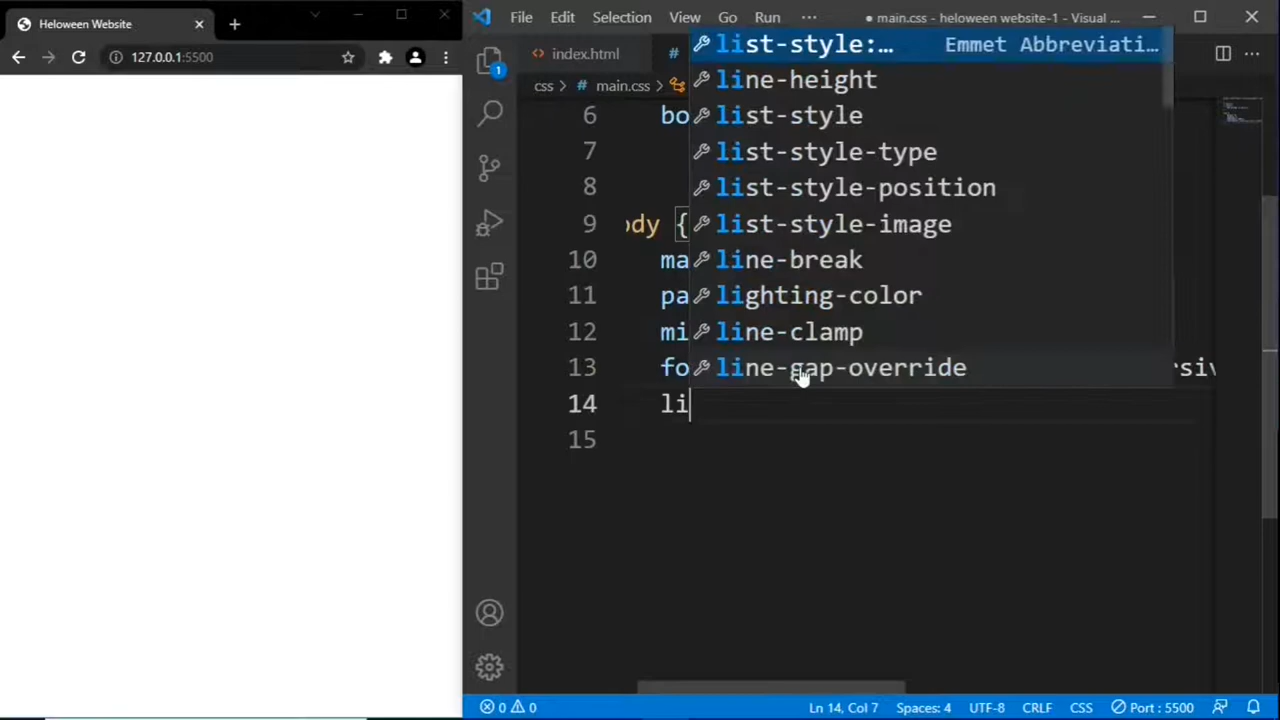 Heloween Website
127.0.0.1:5500
File Edit Selection View Go Run ··· ● main.css - heloween website-1 - Visual ...
index.html #
css > # main.css >
list-style:… Emmet Abbreviati…
line-height
6 bo list-style
7 list-style-type
8 list-style-position
9 ody { list-style-image
10 ma line-break
11 pa lighting-color
12 mi line-clamp
13 fo line-gap-override rsiv
14 li
15
1
0 0 Ln 14, Col 7 Spaces: 4 UTF-8 CRLF CSS Port : 5500